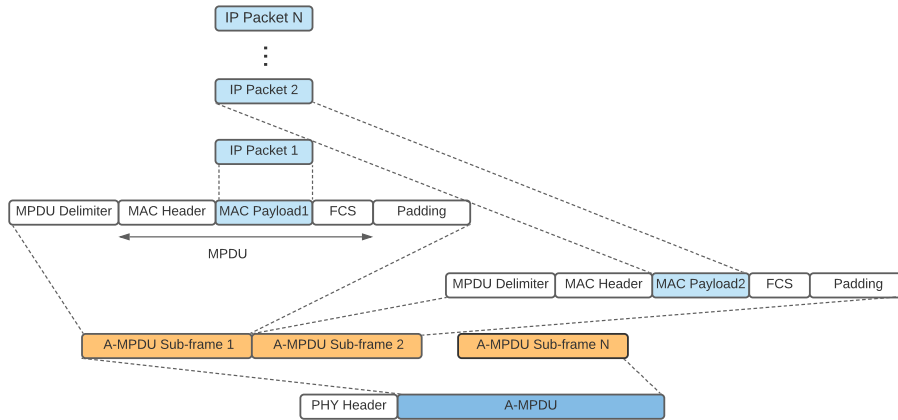 IP Packet N
IP Packet 2
IP Packet 1
MPDU Delimiter MAC Header MAC Payload1 FCS Padding
MPDU
MPDU Delimiter MAC Header MAC Payload2 FCS Padding
A-MPDU Sub-frame 1 A-MPDU Sub-frame 2 A-MPDU Sub-frame N
PHY Header A-MPDU